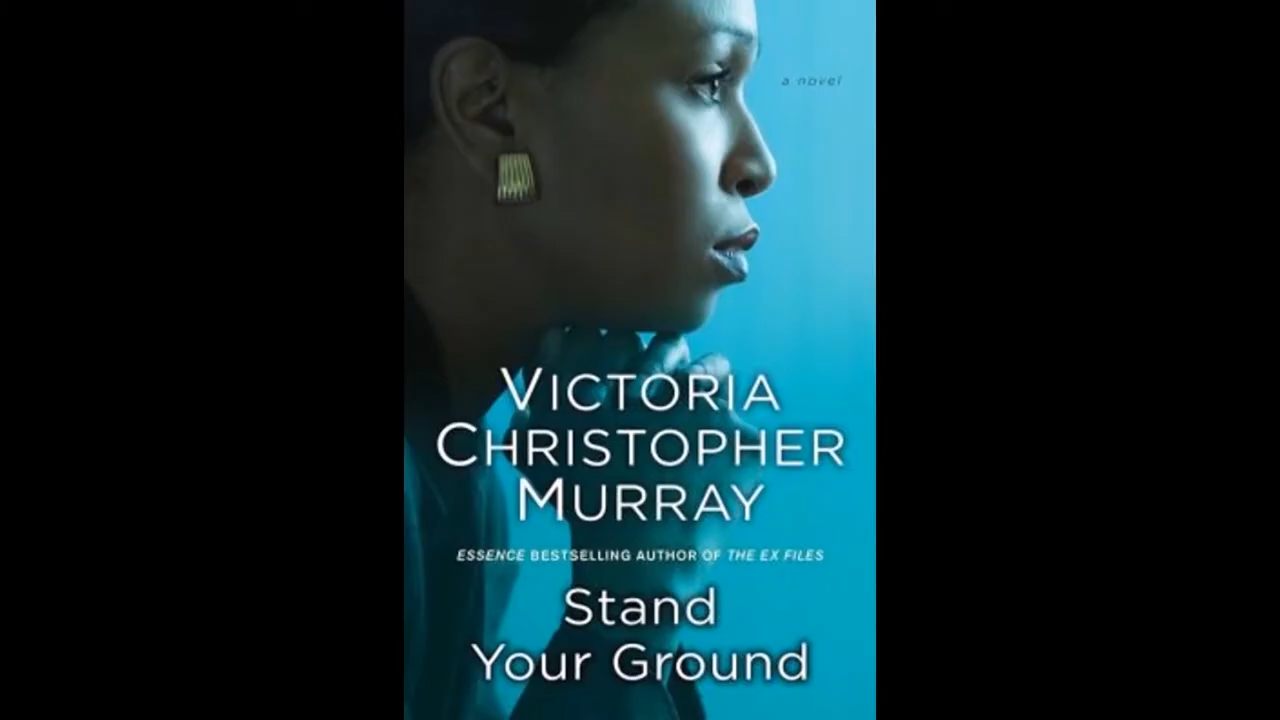 a novel
VICTORIA
CHRISTOPHER
MURRAY
ESSENCE BESTSELLING AUTHOR OF THE EX FILES
Stand
Your Ground